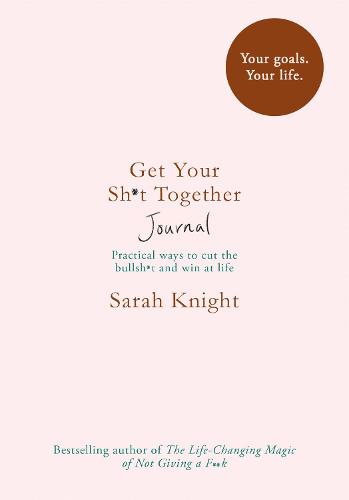 Your goals.
Your life.
Get Your
Sh*t Together
Journal
Practical ways to cut the
bullsh*t and win at life
Sarah Knight
Bestselling author of The Life-Changing Magic
of Not Giving a F**k